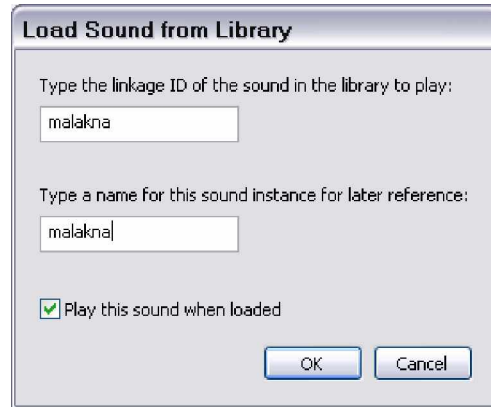 Load Sound from Library
Type the linkage ID of the sound in the library to play:
malakna
Type a name for this sound instance for later reference:
malakna
Play this sound when loaded
OK Cancel